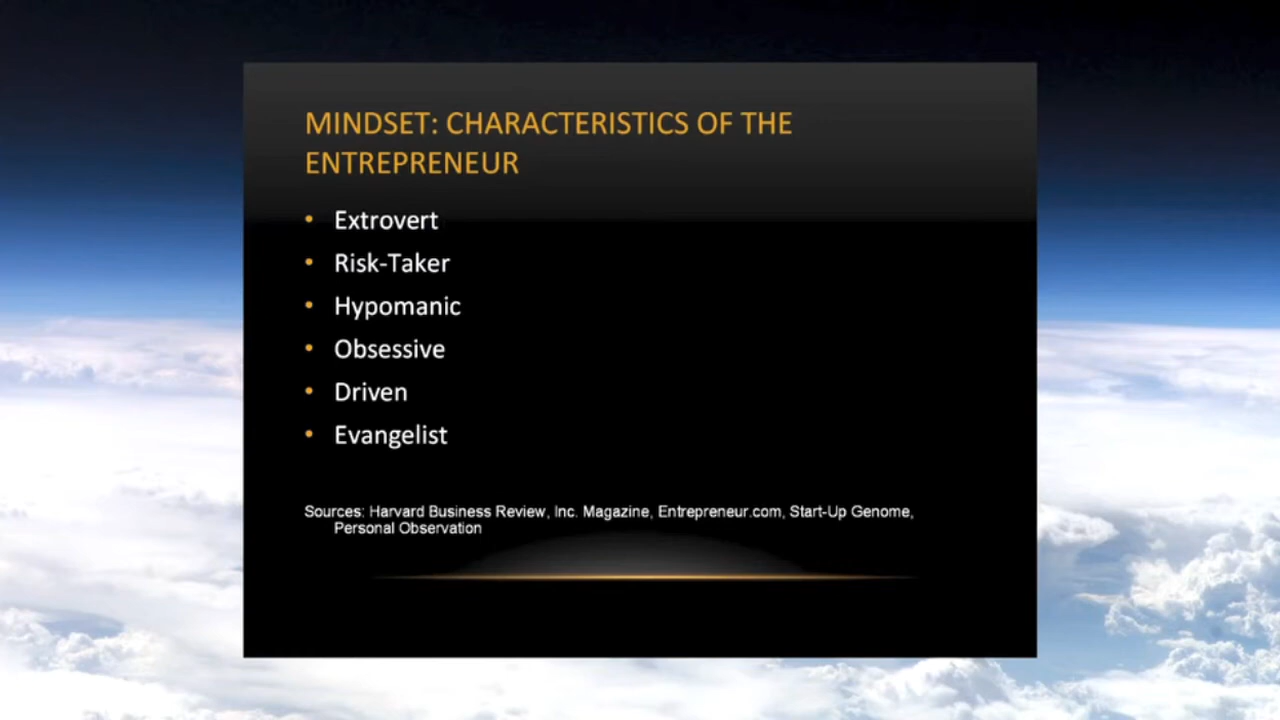 MINDSET: CHARACTERISTICS OF THE
ENTREPRENEUR
• Extrovert
• Risk-Taker
• Hypomanic
• Obsessive
• Driven
• Evangelist
Sources: Harvard Business Review, Inc. Magazine, Entrepreneur.com, Start-Up Genome,
Personal Observation